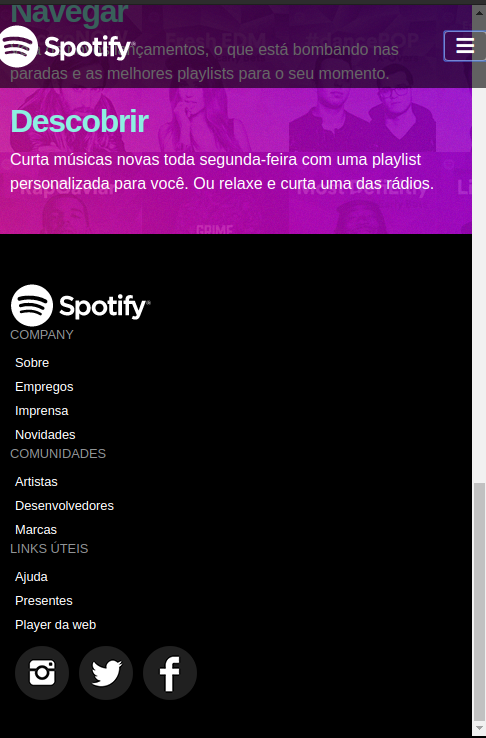 Navegar
Spotify®
lançamentos, o que está bombando nas
paradas e as melhores playlists para o seu momento.
Descobrir
Curta músicas novas toda segunda-feira com uma playlist
personalizada para você. Ou relaxe e curta uma das rádios.
GRIME
Spotify®
COMPANY
Sobre
Empregos
Imprensa
Novidades
COMUNIDADES
Artistas
Desenvolvedores
Marcas
LINKS ÚTEIS
Ajuda
Presentes
Player da web